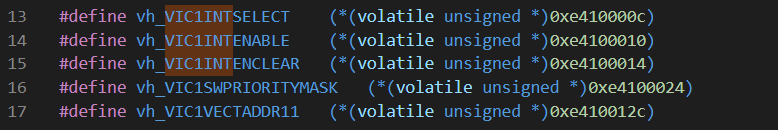 13 #define vh_VIC1INTSELECT (*(volatile unsigned *)0xe410000c)
14 #define vh_VIC1INTENABLE (*(volatile unsigned *)0xe4100010)
15 #define vh_VIC1INTENCLEAR (*(volatile unsigned *)0xe4100014)
16 #define vh_VIC1SWPRIORITYMASK (*(volatile unsigned *)0xe4100024)
17 #define vh_VIC1VECTADDR11 (*(volatile unsigned *)0xe410012c)